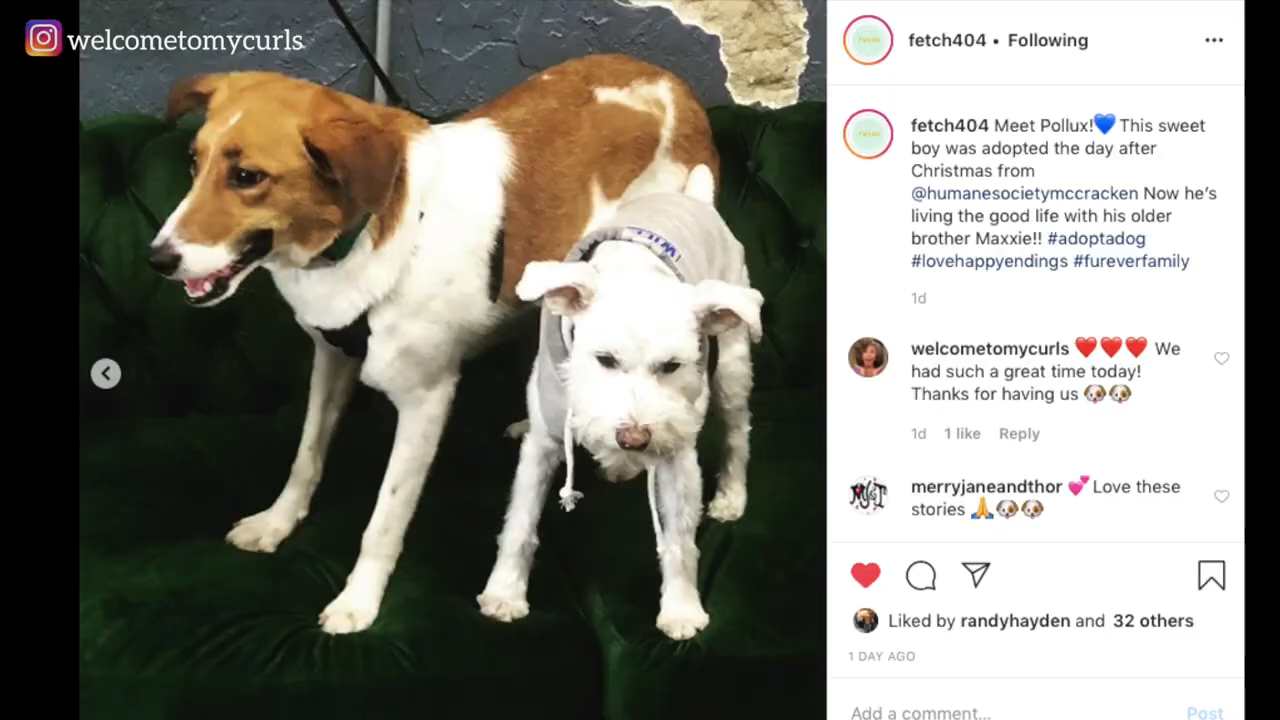 welcometomycurls
fetch404 • Following
fetch404 Meet Pollux!💙 This sweet
boy was adopted the day after
Christmas from
@humanesocietymccracken Now he's
living the good life with his older
brother Maxxie!! #adoptadog
#lovehappyendings #fureverfamily
1d
welcometomycurls ❤️❤️❤️ We
had such a great time today!
Thanks for having us 🐶🐶
1d 1 like Reply
merryjaneandthor 💕 Love these
stories 🙏🐶🐶
Liked by randyhayden and 32 others
1 DAY AGO
Add a comment...
Post